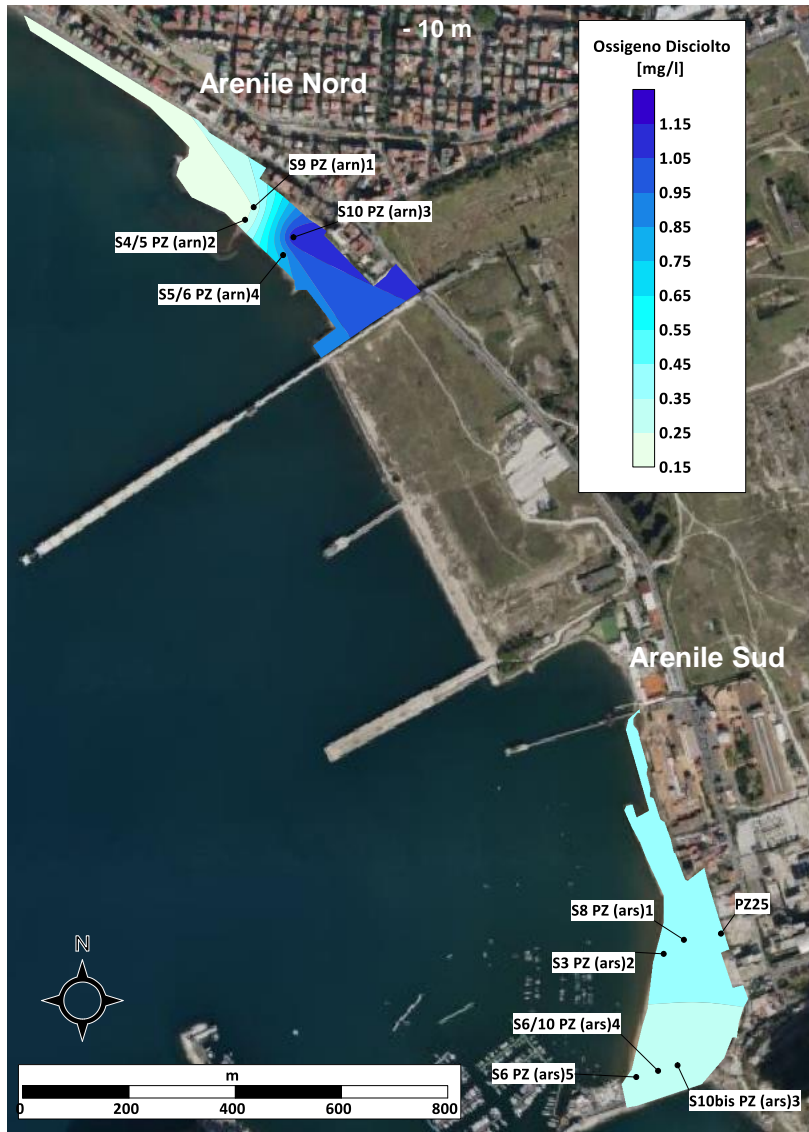 - 10 m
Arenile Nord
Ossigeno Disciolto
[mg/l]
1.15
1.05
0.95
0.85
0.75
0.65
0.55
0.45
0.35
0.25
0.15
S9 PZ (arn)1
S10 PZ (arn)3
S4/5 PZ (arn)2
S5/6 PZ (arn)4
Arenile Sud
S8 PZ (ars)1
PZ25
S3 PZ (ars)2
S6/10 PZ (ars)4
S6 PZ (ars)5
S10bis PZ (ars)3
N
m
0 200 400 600 800